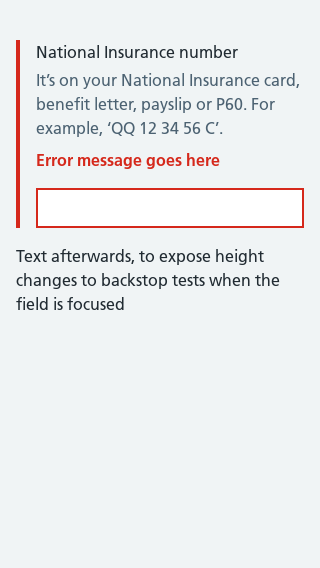 National Insurance number
It’s on your National Insurance card,
benefit letter, payslip or P60. For
example, ‘QQ 12 34 56 C’.
Error message goes here
Text afterwards, to expose height
changes to backstop tests when the
field is focused